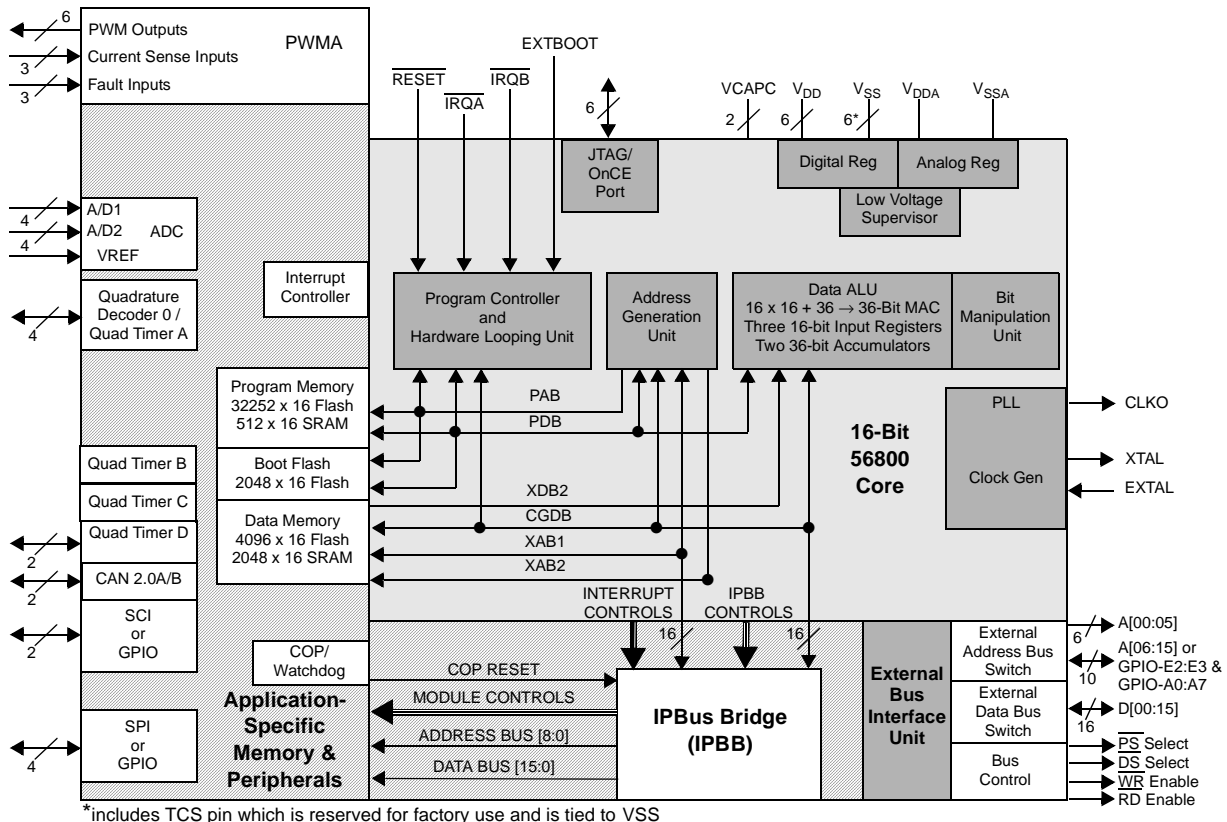 6
PWM Outputs
Current Sense Inputs
3
Fault Inputs
3
PWMA
RESET
IRQA
IRQB
EXTBOOT
6
JTAG/
OnCE
Port
VCAPC
2
VDD
6
VSS
6*
VDDA
VSSA
Digital Reg
Analog Reg
Low Voltage
Supervisor
A/D1
4
A/D2
4
ADC
VREF
Interrupt
Controller
Quadrature
Decoder 0 /
Quad Timer A
4
Program Controller
and
Hardware Looping Unit
Address
Generation
Unit
Data ALU
16 x 16 + 36 → 36-Bit MAC
Three 16-bit Input Registers
Two 36-bit Accumulators
Bit
Manipulation
Unit
Program Memory
32252 x 16 Flash
512 x 16 SRAM
PAB
PDB
Boot Flash
2048 x 16 Flash
XDB2
CGDB
XAB1
XAB2
Data Memory
4096 x 16 Flash
2048 x 16 SRAM
16-Bit
56800
Core
PLL
Clock Gen
CLKO
XTAL
EXTAL
Quad Timer B
Quad Timer C
Quad Timer D
2
CAN 2.0A/B
2
SCI
or
GPIO
2
SPI
or
GPIO
4
COP/
Watchdog
Application-
Specific
Memory &
Peripherals
INTERRUPT
CONTROLS
16
IPBB
CONTROLS
16
COP RESET
MODULE CONTROLS
ADDRESS BUS [8:0]
DATA BUS [15:0]
IPBus Bridge
(IPBB)
External
Bus
Interface
Unit
External
Address Bus
Switch
External
Data Bus
Switch
Bus
Control
6
A[00:05]
10
A[06:15] or
GPIO-E2:E3 &
GPIO-A0:A7
16
D[00:15]
PS Select
DS Select
WR Enable
RD Enable
*includes TCS pin which is reserved for factory use and is tied to VSS